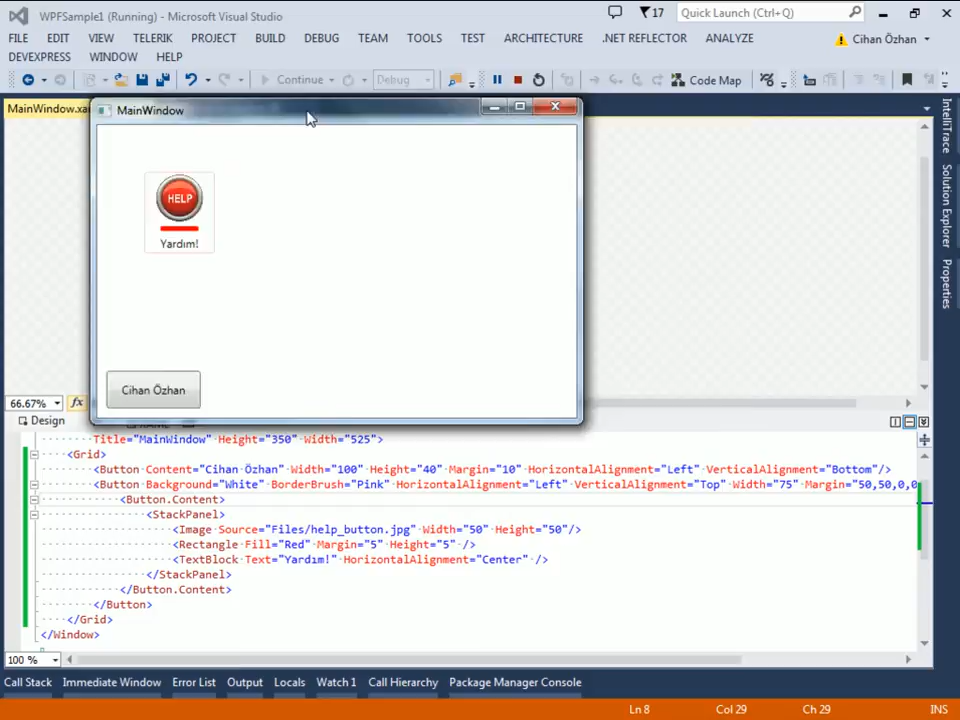 WPFSample1 (Running) - Microsoft Visual Studio
17
Quick Launch (Ctrl+Q)
FILE EDIT VIEW TELERIK PROJECT BUILD DEBUG TEAM TOOLS TEST ARCHITECTURE .NET REFLECTOR ANALYZE
Cihan Özhan
DEVEXPRESS WINDOW HELP
Continue Debug Code Map
MainWindow.xa
MainWindow
HELP
Yardım!
Cihan Özhan
IntelliTrace
Solution Explorer
Properties
66.67%
fx
Design
Title="MainWindow" Height="350" Width="525">
<Grid>
<Button Content="Cihan Özhan" Width="100" Height="40" Margin="10" HorizontalAlignment="Left" VerticalAlignment="Bottom"/>
<Button Background="White" BorderBrush="Pink" HorizontalAlignment="Left" VerticalAlignment="Top" Width="75" Margin="50,50,0,0
<Button.Content>
<StackPanel>
<Image Source="Files/help_button.jpg" Width="50" Height="50"/>
<Rectangle Fill="Red" Margin="5" Height="5" />
<TextBlock Text="Yardım!" HorizontalAlignment="Center" />
</StackPanel>
</Button.Content>
</Button>
</Grid>
</Window>
100 %
Call Stack Immediate Window Error List Output Locals Watch 1 Call Hierarchy Package Manager Console
Ln 8 Col 29 Ch 29 INS